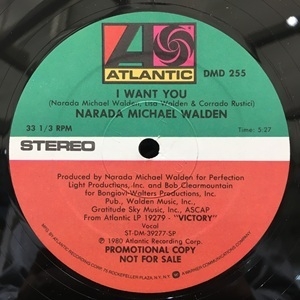 ATLANTIC
DMD 255
I WANT YOU
(Narada Michael Walden, Lisa Walden & Corrado Rustici)
NARADA MICHAEL WALDEN
33 1/3 RPM
Time: 5:27
STEREO
Produced by Narada Michael Walden for Perfection
Light Productions, Inc. and Bob Clearmountain
for Bongiovi-Walters Productions, Inc.
Pub., Walden Music, Inc.,
Gratitude Sky Music, Inc., ASCAP
From Atlantic LP 19279 - "VICTORY"
Vocal
ST-DM-39277-SP
℗ 1980 Atlantic Recording Corp.
PROMOTIONAL COPY
NOT FOR SALE